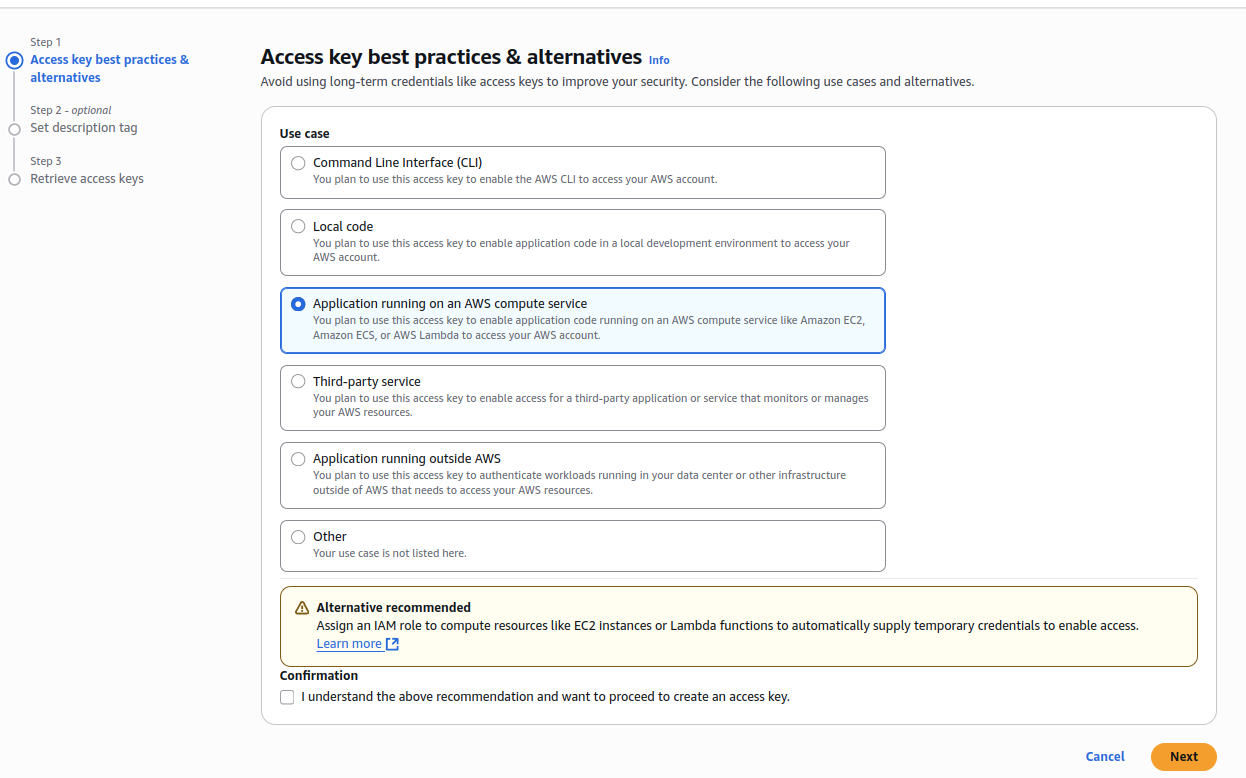 Step 1
Access key best practices &
alternatives
Step 2 - optional
Set description tag
Step 3
Retrieve access keys
Access key best practices & alternatives Info
Avoid using long-term credentials like access keys to improve your security. Consider the following use cases and alternatives.
Use case
Command Line Interface (CLI)
You plan to use this access key to enable the AWS CLI to access your AWS account.
Local code
You plan to use this access key to enable application code in a local development environment to access your
AWS account.
Application running on an AWS compute service
You plan to use this access key to enable application code running on an AWS compute service like Amazon EC2,
Amazon ECS, or AWS Lambda to access your AWS account.
Third-party service
You plan to use this access key to enable access for a third-party application or service that monitors or manages
your AWS resources.
Application running outside AWS
You plan to use this access key to authenticate workloads running in your data center or other infrastructure
outside of AWS that needs to access your AWS resources.
Other
Your use case is not listed here.
Alternative recommended
Assign an IAM role to compute resources like EC2 instances or Lambda functions to automatically supply temporary credentials to enable access.
Learn more
Confirmation
I understand the above recommendation and want to proceed to create an access key.
Cancel
Next